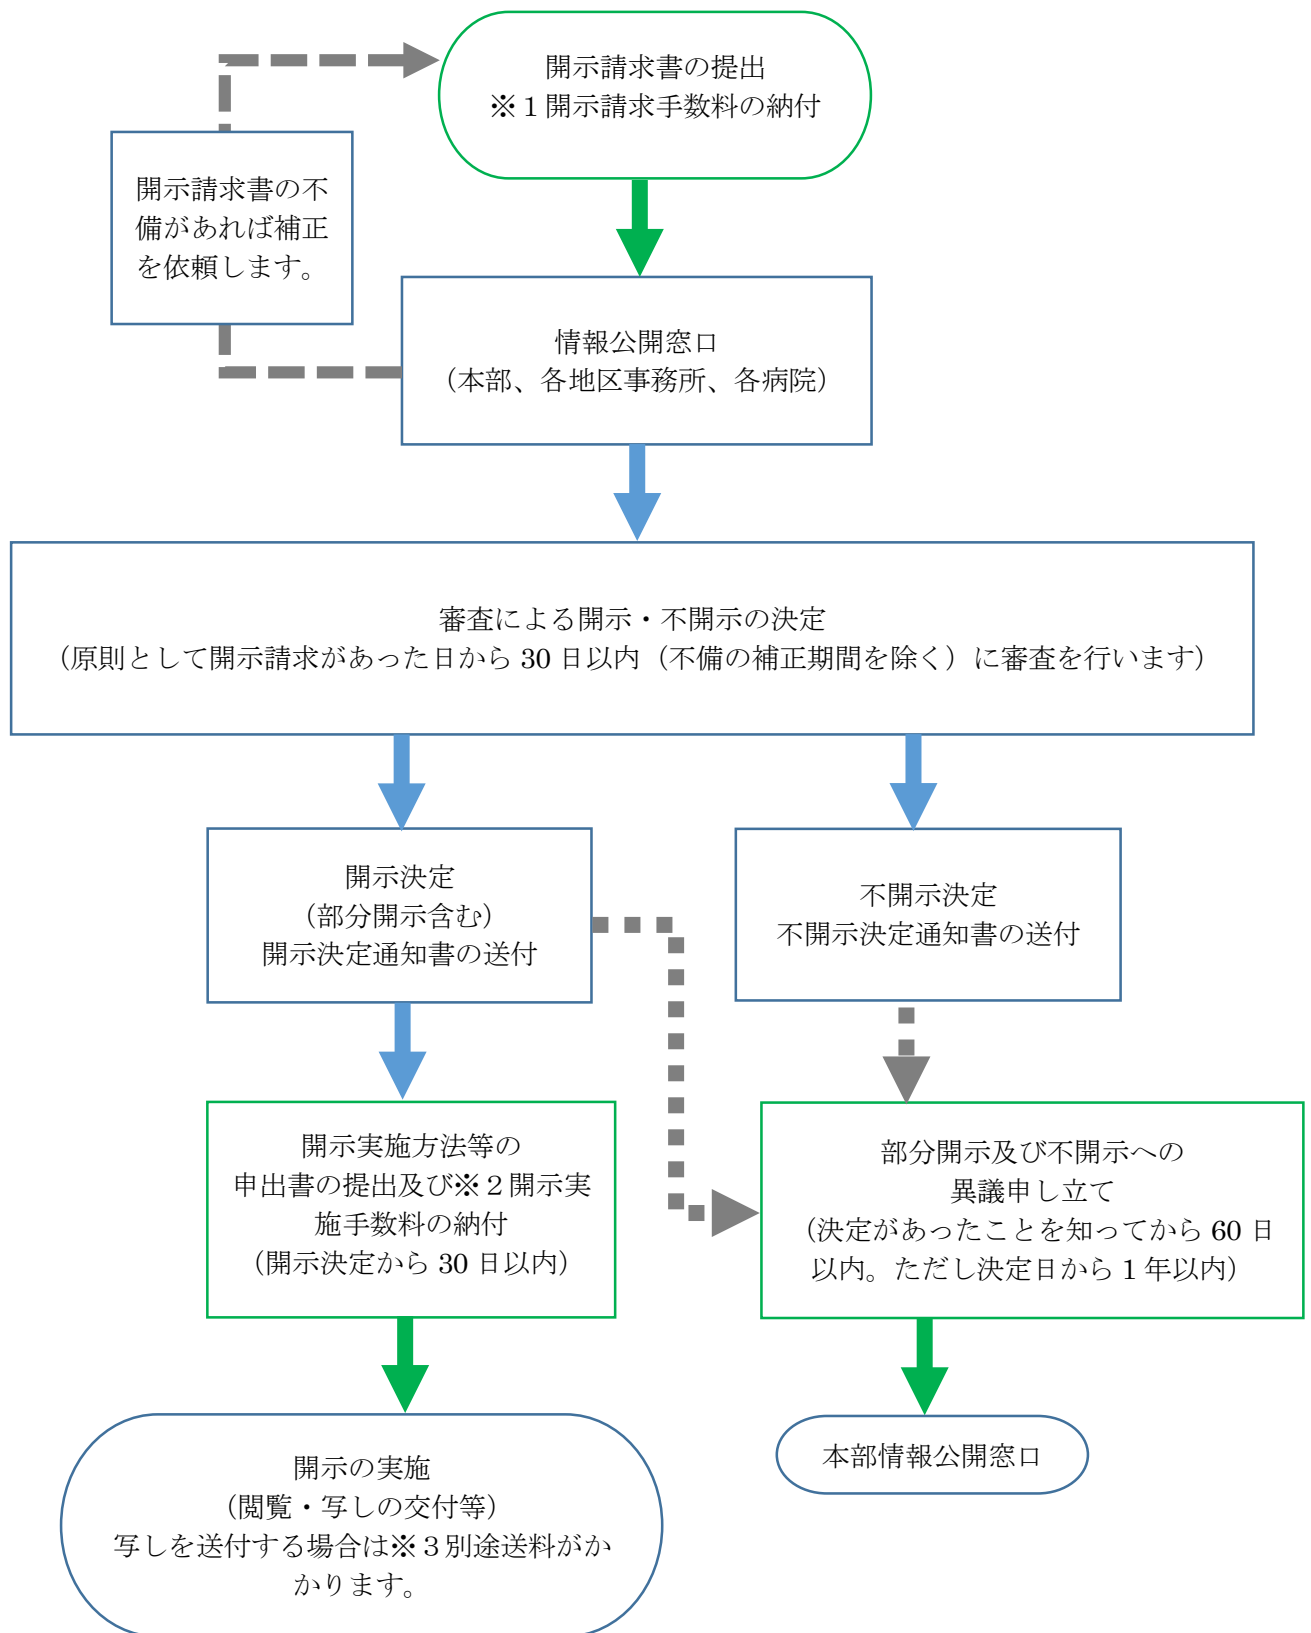 開示請求書の提出
※１開示請求手数料の納付
開示請求書の不
備があれば補正
を依頼します。
情報公開窓口
（本部、各地区事務所、各病院）
審査による開示・不開示の決定
（原則として開示請求があった日から 30 日以内（不備の補正期間を除く）に審査を行います）
開示決定
（部分開示含む）
開示決定通知書の送付
不開示決定
不開示決定通知書の送付
開示実施方法等の
申出書の提出及び※２開示実
施手数料の納付
（開示決定から 30 日以内）
部分開示及び不開示への
異議申し立て
（決定があったことを知ってから 60 日
以内。ただし決定日から 1 年以内）
開示の実施
（閲覧・写しの交付等）
写しを送付する場合は※３別途送料がか
かります。
本部情報公開窓口